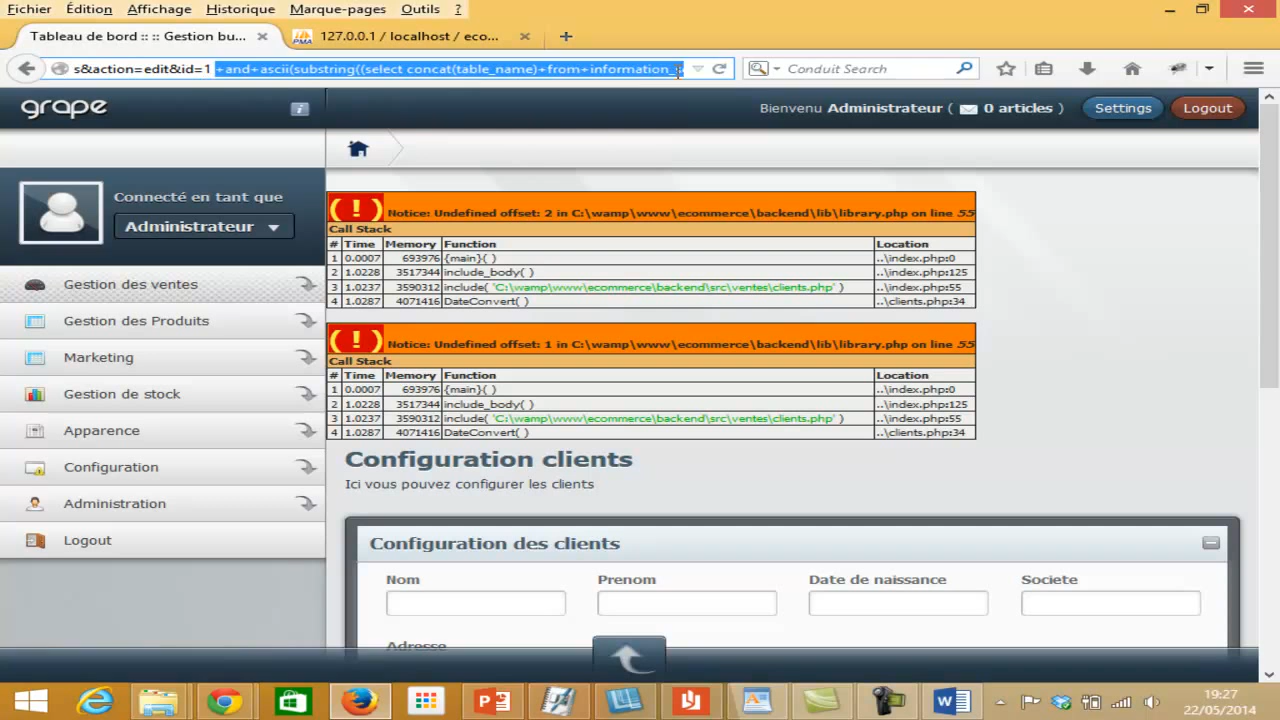 Fichier Édition Affichage Historique Marque-pages Outils ?
Tableau de bord :: :: Gestion bu...
127.0.0.1 / localhost / eco...
s&action=edit&id=1 +and+ascii(substring((select concat(table_name)+from+information_s
Conduit Search
grape
Bienvenu Administrateur ( 0 articles )
Settings
Logout
Connecté en tant que
Administrateur
Gestion des ventes
Gestion des Produits
Marketing
Gestion de stock
Apparence
Configuration
Administration
Logout
( ! ) Notice: Undefined offset: 2 in C:\wamp\www\ecommerce\backend\lib\library.php on line 55
Call Stack
# Time Memory Function Location
1 0.0007 693976 {main}( ) ..\index.php:0
2 1.0228 3517344 include_body( ) ..\index.php:125
3 1.0237 3590312 include( 'C:\wamp\www\ecommerce\backend\src\ventes\clients.php' ) ..\index.php:55
4 1.0287 4071416 DateConvert( ) ..\clients.php:34
( ! ) Notice: Undefined offset: 1 in C:\wamp\www\ecommerce\backend\lib\library.php on line 55
Call Stack
# Time Memory Function Location
1 0.0007 693976 {main}( ) ..\index.php:0
2 1.0228 3517344 include_body( ) ..\index.php:125
3 1.0237 3590312 include( 'C:\wamp\www\ecommerce\backend\src\ventes\clients.php' ) ..\index.php:55
4 1.0287 4071416 DateConvert( ) ..\clients.php:34
Configuration clients
Ici vous pouvez configurer les clients
Configuration des clients
Nom Prenom Date de naissance Societe
Adresse
19:27
22/05/2014